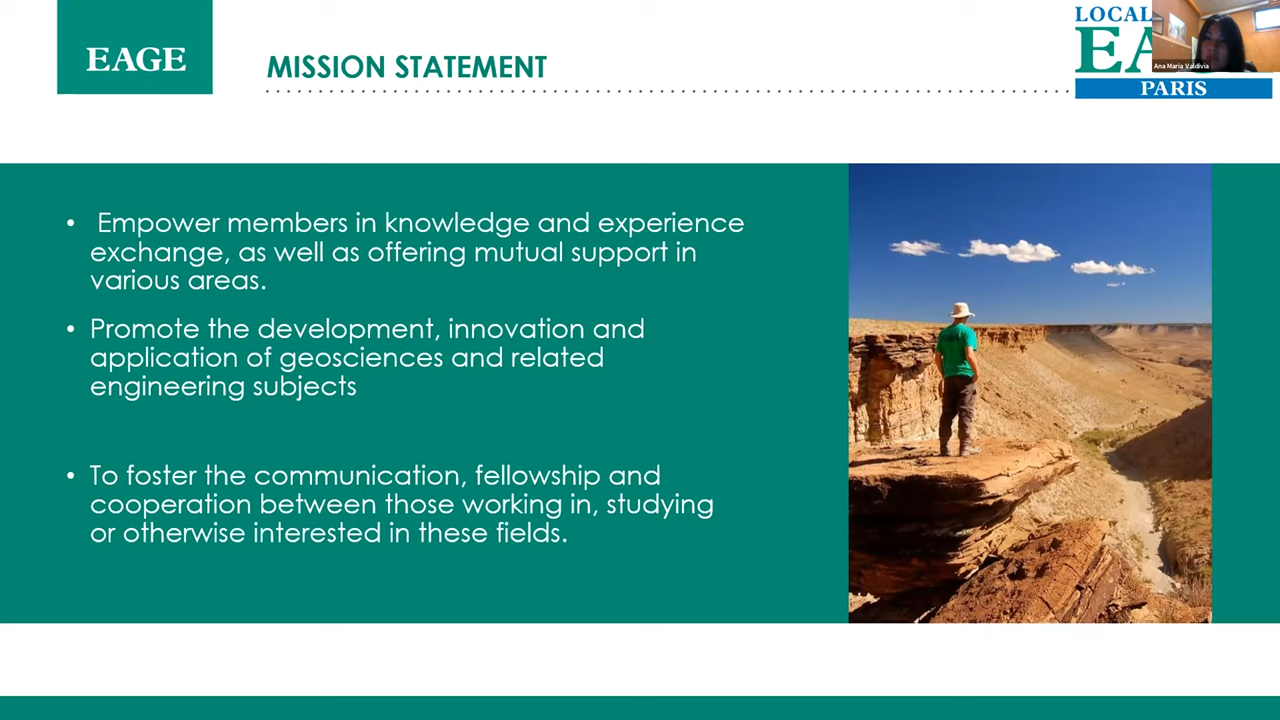 EAGE
MISSION STATEMENT
LOCAL
Ana Maria Valdivia
PARIS
• Empower members in knowledge and experience
exchange, as well as offering mutual support in
various areas.
• Promote the development, innovation and
application of geosciences and related
engineering subjects
• To foster the communication, fellowship and
cooperation between those working in, studying
or otherwise interested in these fields.